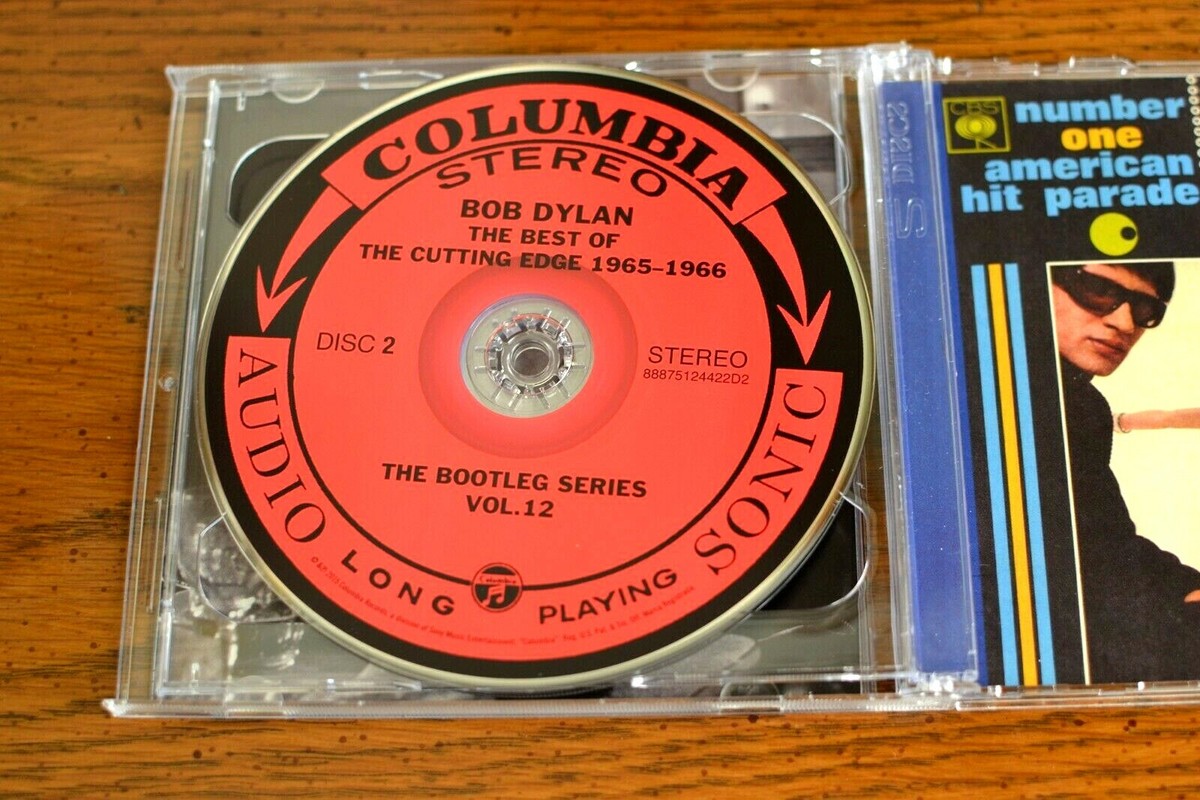 COLUMBIA
STEREO
BOB DYLAN
THE BEST OF
THE CUTTING EDGE 1965–1966
DISC 2
STEREO
88875124422D2
THE BOOTLEG SERIES
VOL.12
AUDIO
LONG
PLAYING
SONIC
Columbia
2 DISCS
CBS
number
one
american
hit parade